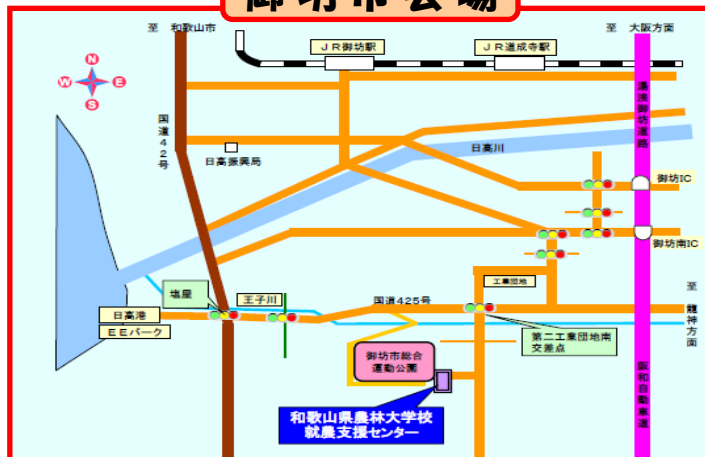 御坊市会場
至 和歌山市
至 大阪方面
JR御坊駅
JR道成寺駅
N
W
E
S
国道42号
湯浅御坊道路
日高川
日高振興局
御坊IC
御坊南IC
塩屋
王子川
国道425号
工業団地
至 龍神方面
日高港
EEパーク
第二工業団地南
交差点
御坊市総合
運動公園
阪和自動車道
和歌山県農林大学校
就農支援センター